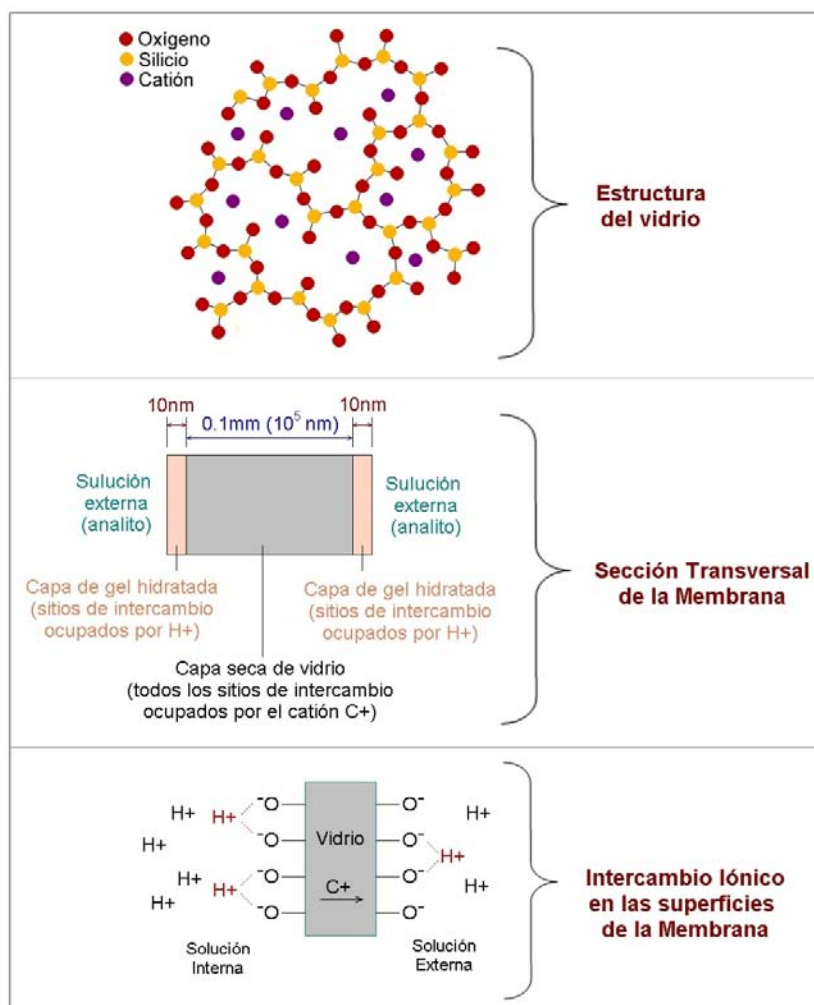 Oxígeno
Silicio
Catión
Estructura
del vidrio
10nm
10nm
0.1mm (10⁵ nm)
Sulución
externa
(analito)
Sulución
externa
(analito)
Capa de gel hidratada
(sitios de intercambio
ocupados por H+)
Capa de gel hidratada
(sitios de intercambio
ocupados por H+)
Capa seca de vidrio
(todos los sitios de intercambio
ocupados por el catión C+)
Sección Transversal
de la Membrana
H+
H+
H+
H+
H+
H+
⁻O
⁻O
⁻O
⁻O
Vidrio
C+
O⁻
O⁻
O⁻
O⁻
H+
H+
H+
Solución
Interna
Solución
Externa
Intercambio Iónico
en las superficies
de la Membrana